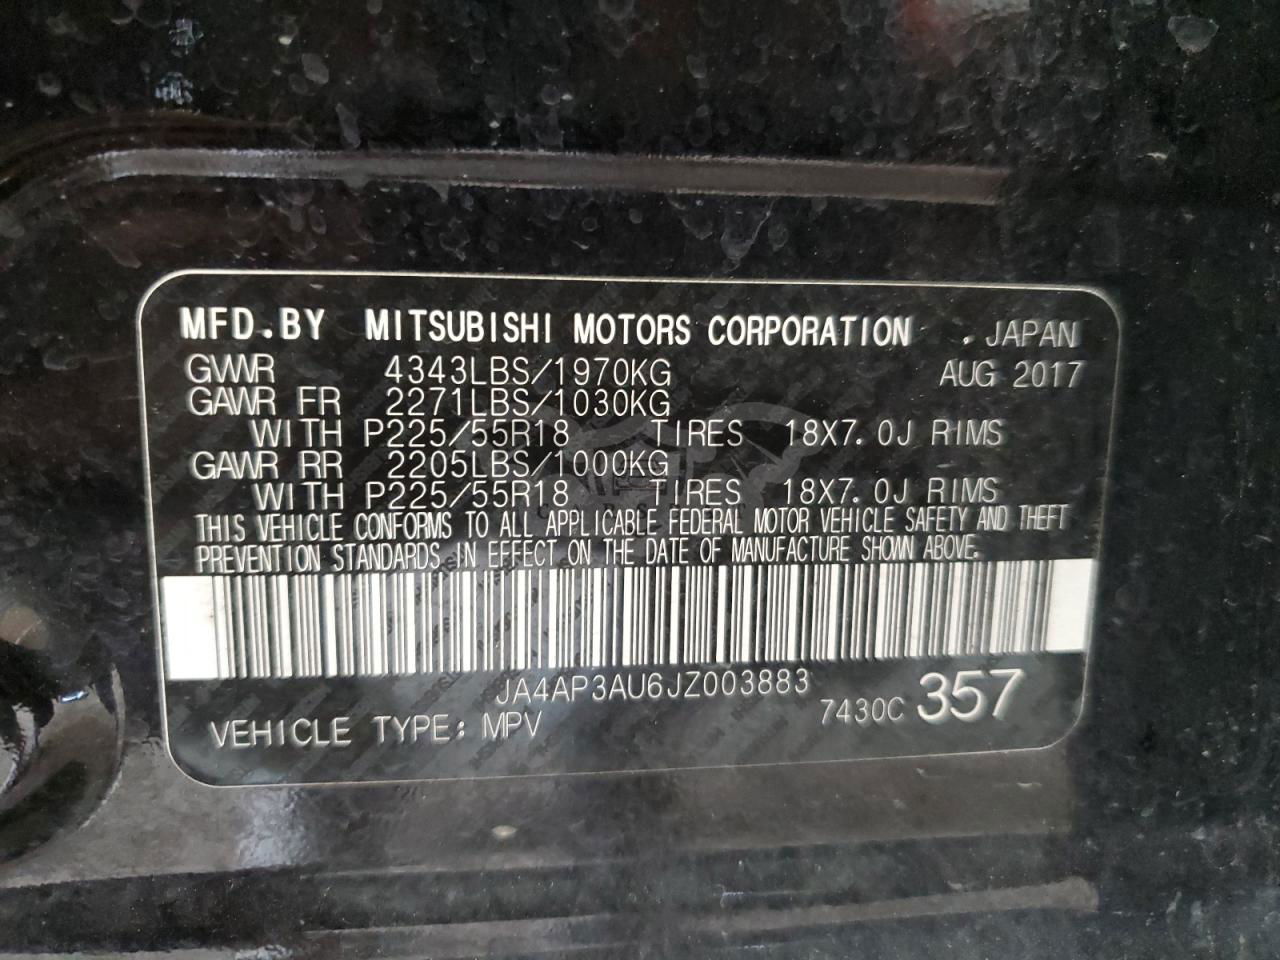 MFD.BY MITSUBISHI MOTORS CORPORATION . JAPAN
GVWR 4343LBS/1970KG AUG 2017
GAWR FR 2271LBS/1030KG
WITH P225/55R18 TIRES 18X7.0J RIMS
GAWR RR 2205LBS/1000KG
WITH P225/55R18 TIRES 18X7.0J RIMS
THIS VEHICLE CONFORMS TO ALL APPLICABLE FEDERAL MOTOR VEHICLE SAFETY AND THEFT
PREVENTION STANDARDS IN EFFECT ON THE DATE OF MANUFACTURE SHOWN ABOVE.
JA4AP3AU6JZ003883
7430C 357
VEHICLE TYPE: MPV